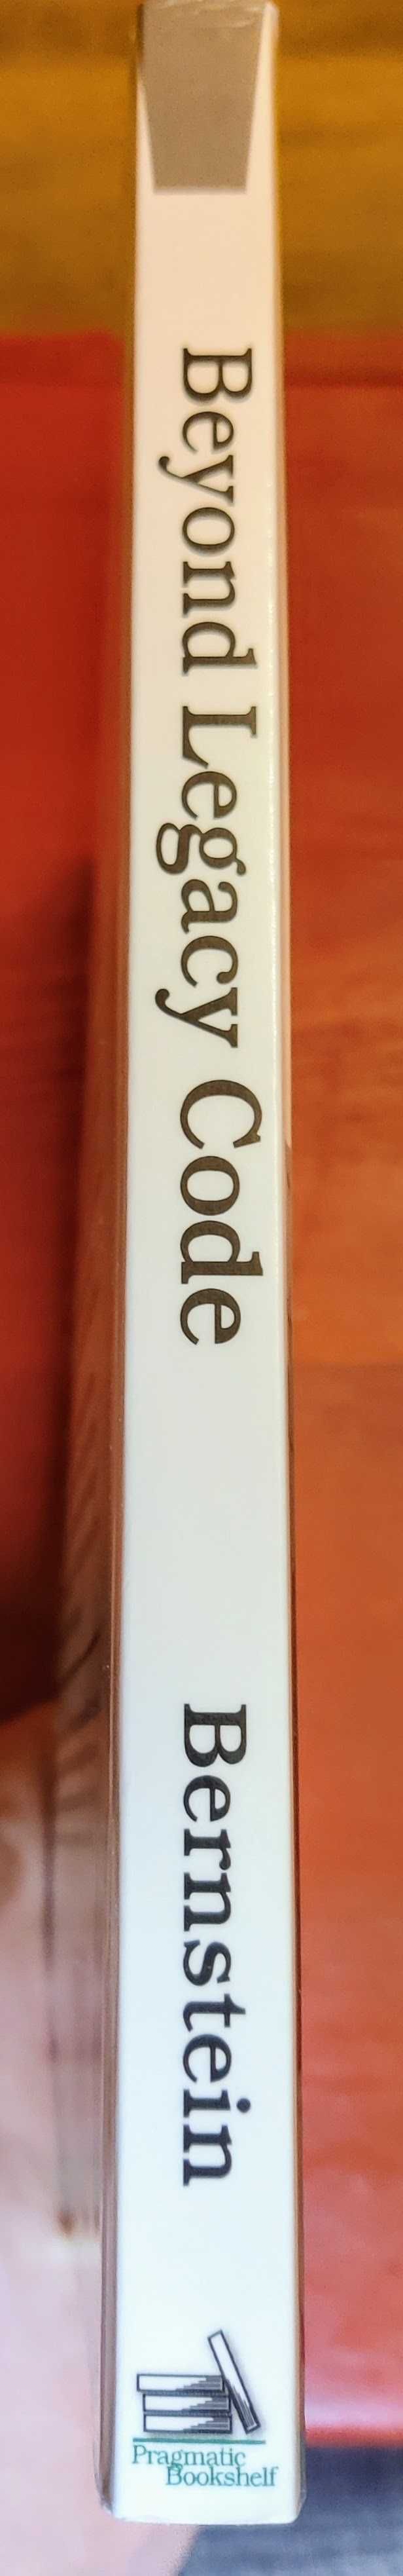 Beyond Legacy Code
Bernstein
Pragmatic
Bookshelf